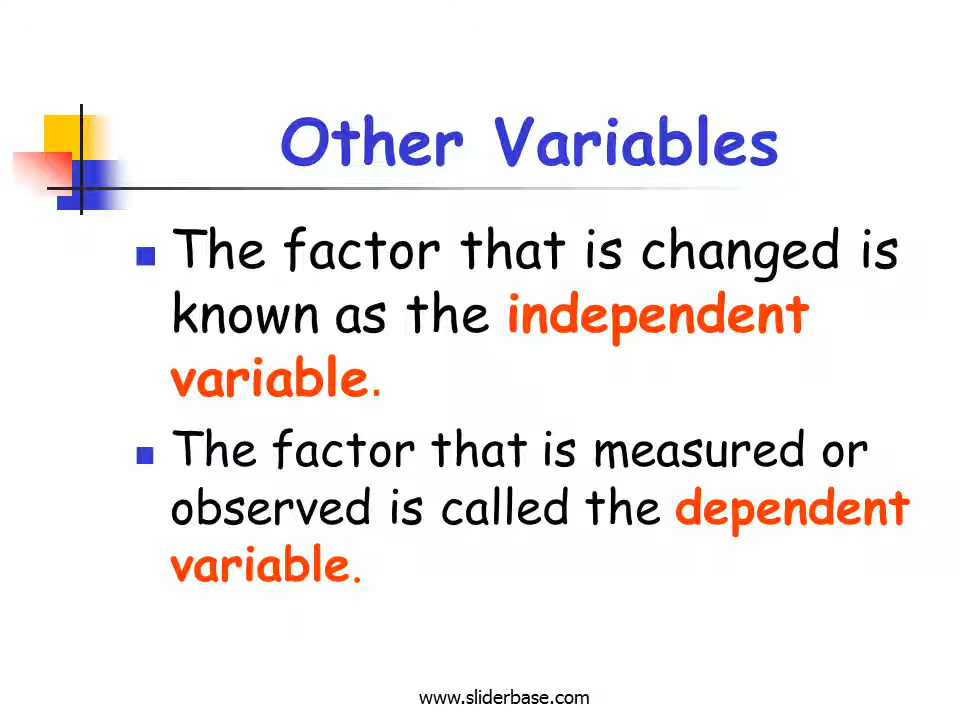 Other Variables
The factor that is changed is
known as the independent
variable.
The factor that is measured or
observed is called the dependent
variable.
www.sliderbase.com